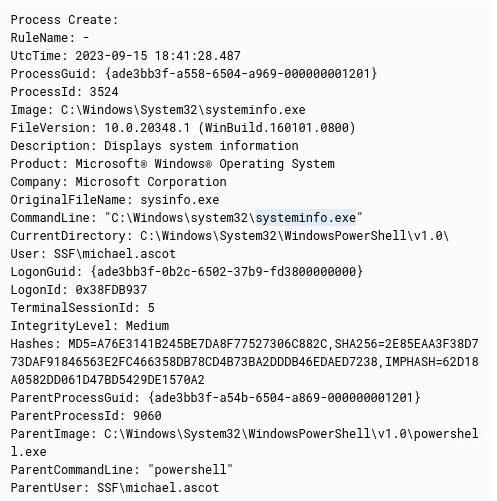 Process Create:
RuleName: -
UtcTime: 2023-09-15 18:41:28.487
ProcessGuid: {ade3bb3f-a558-6504-a969-000000001201}
ProcessId: 3524
Image: C:\Windows\System32\systeminfo.exe
FileVersion: 10.0.20348.1 (WinBuild.160101.0800)
Description: Displays system information
Product: Microsoft® Windows® Operating System
Company: Microsoft Corporation
OriginalFileName: sysinfo.exe
CommandLine: "C:\Windows\system32\systeminfo.exe"
CurrentDirectory: C:\Windows\System32\WindowsPowerShell\v1.0\
User: SSF\michael.ascot
LogonGuid: {ade3bb3f-0b2c-6502-37b9-fd3800000000}
LogonId: 0x38FDB937
TerminalSessionId: 5
IntegrityLevel: Medium
Hashes: MD5=A76E3141B245BE7DA8F77527306C882C,SHA256=2E85EAA3F38D7
73DAF91846563E2FC466358DB78CD4B73BA2DDDB46EDAED7238,IMPHASH=62D18
A0582DD061D47BD5429DE1570A2
ParentProcessGuid: {ade3bb3f-a54b-6504-a869-000000001201}
ParentProcessId: 9060
ParentImage: C:\Windows\System32\WindowsPowerShell\v1.0\powershel
l.exe
ParentCommandLine: "powershell"
ParentUser: SSF\michael.ascot